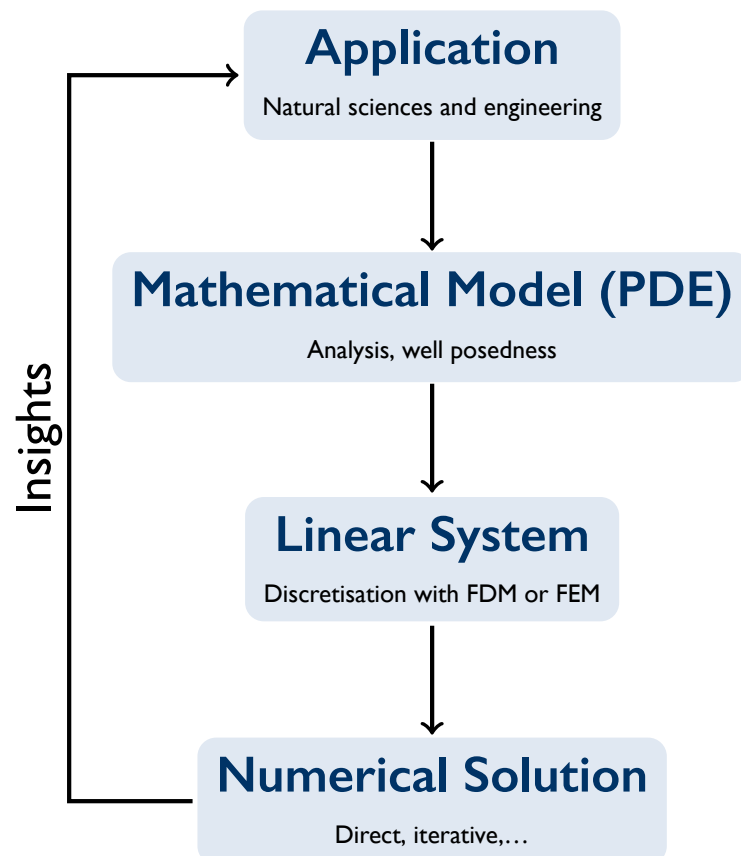 Application
Natural sciences and engineering
Mathematical Model (PDE)
Analysis, well posedness
Insights
Linear System
Discretisation with FDM or FEM
Numerical Solution
Direct, iterative,…